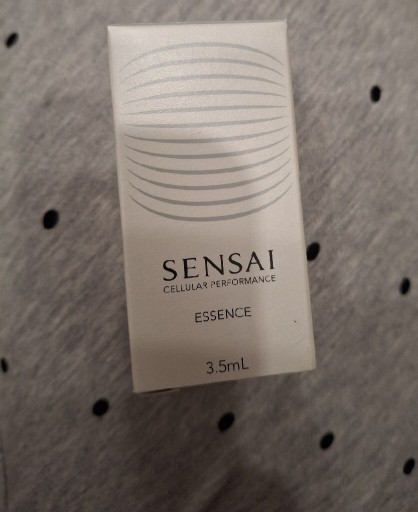 SENSAI
CELLULAR PERFORMANCE
ESSENCE
3.5mL